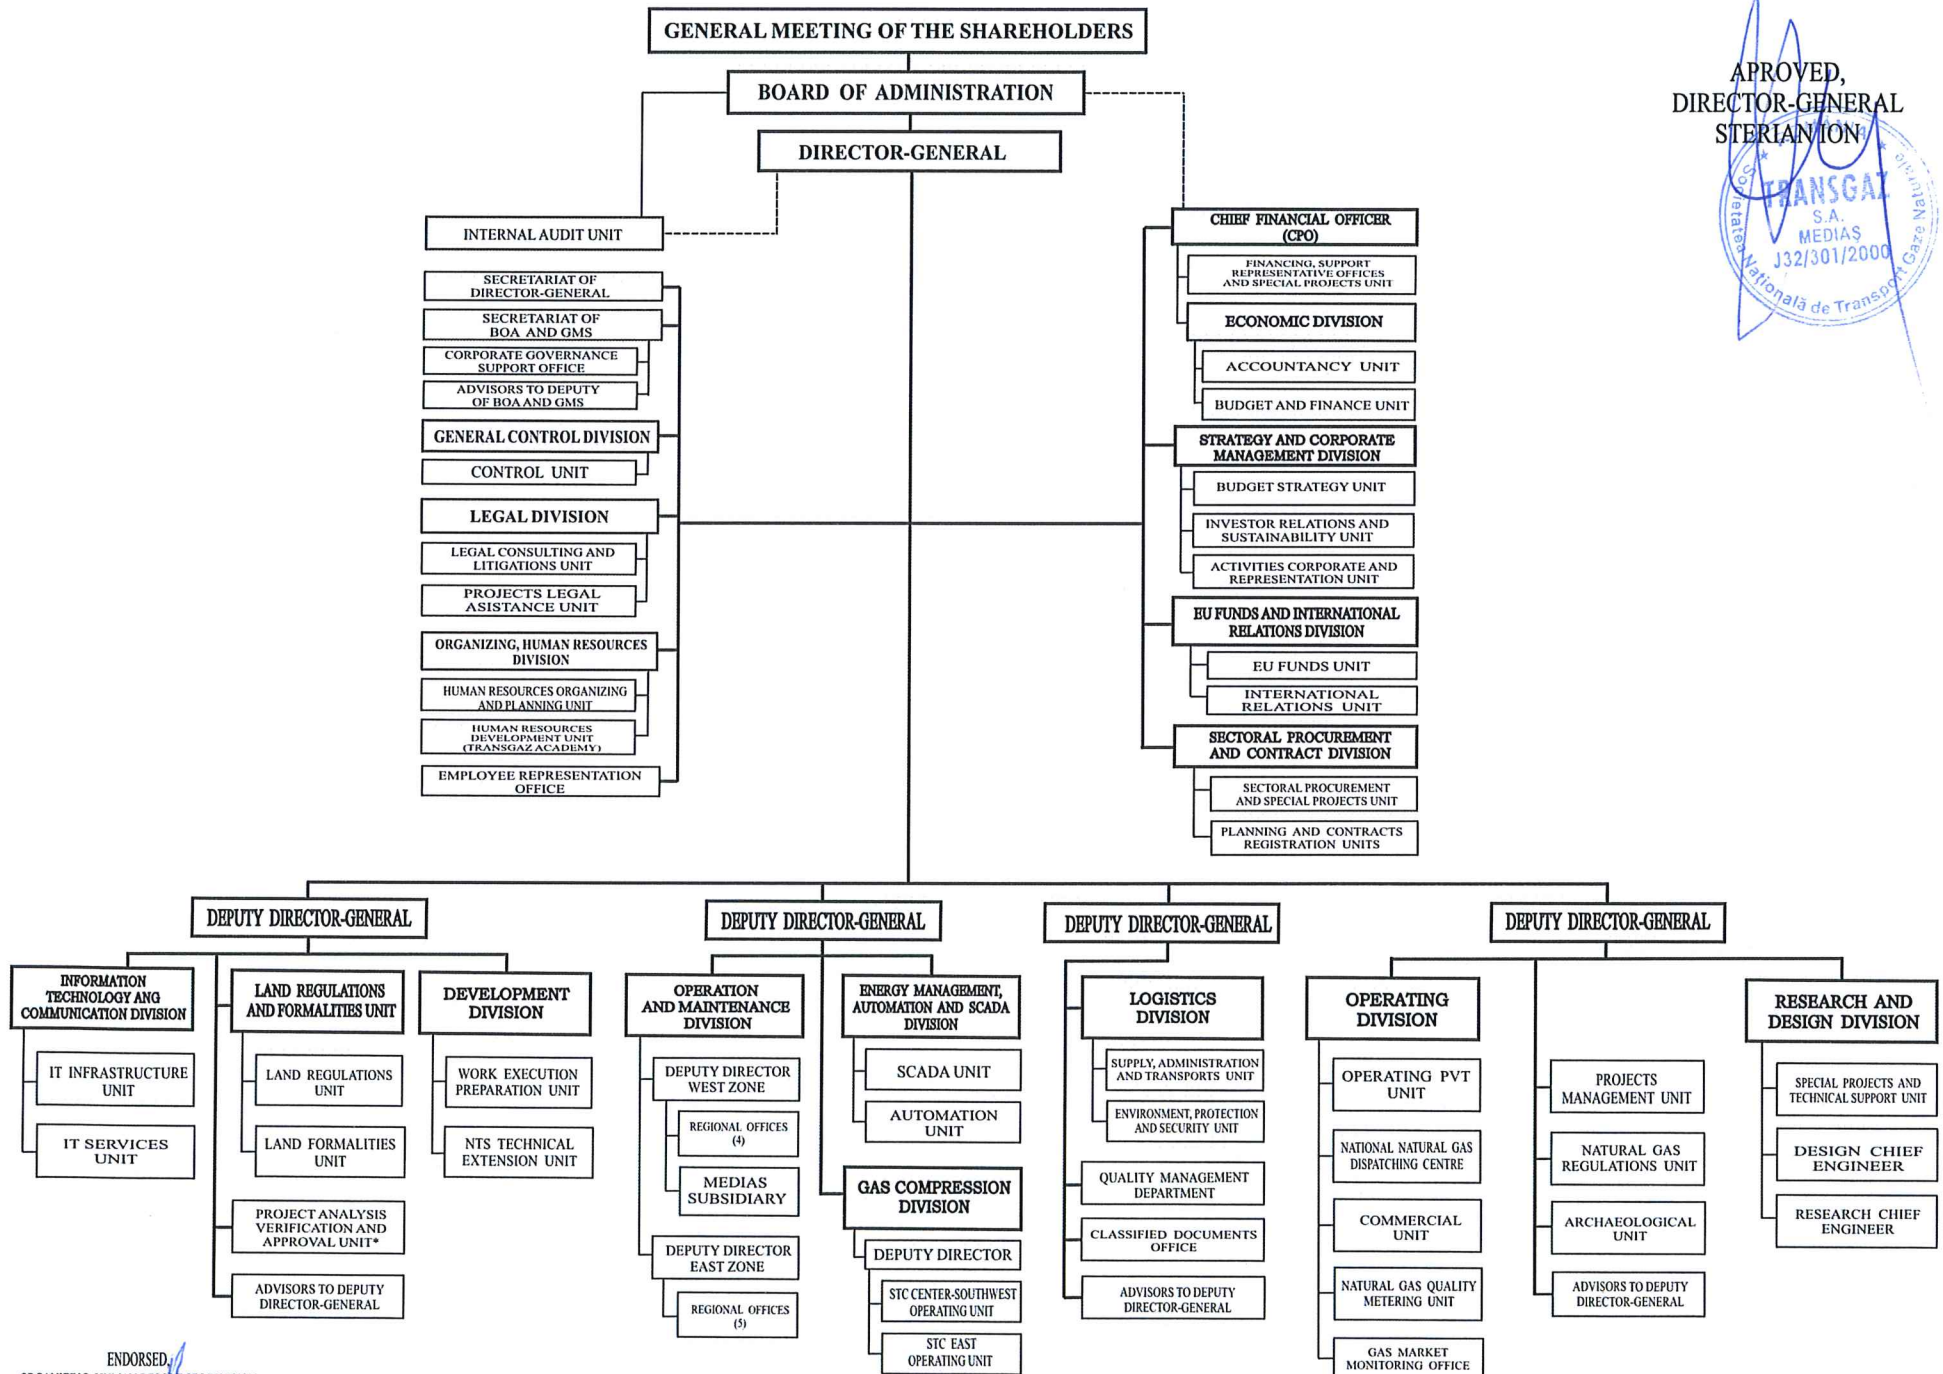 GENERAL MEETING OF THE SHAREHOLDERS
BOARD OF ADMINISTRATION
DIRECTOR-GENERAL
APROVED,
DIRECTOR-GENERAL
STERIAN ION
ROMÂNIA
Societatea Națională de Transport Gaze Naturale
TRANSGAZ
S.A.
MEDIAȘ
J32/301/2000
INTERNAL AUDIT UNIT
SECRETARIAT OF
DIRECTOR-GENERAL
SECRETARIAT OF
BOA AND GMS
CORPORATE GOVERNANCE
SUPPORT OFFICE
ADVISORS TO DEPUTY
OF BOA AND GMS
GENERAL CONTROL DIVISION
CONTROL UNIT
LEGAL DIVISION
LEGAL CONSULTING AND
LITIGATIONS UNIT
PROJECTS LEGAL
ASISTANCE UNIT
ORGANIZING, HUMAN RESOURCES
DIVISION
HUMAN RESOURCES ORGANIZING
AND PLANNING UNIT
HUMAN RESOURCES
DEVELOPMENT UNIT
(TRANSGAZ ACADEMY)
EMPLOYEE REPRESENTATION
OFFICE
CHIEF FINANCIAL OFFICER
(CPO)
FINANCING, SUPPORT
REPRESENTATIVE OFFICES
AND SPECIAL PROJECTS UNIT
ECONOMIC DIVISION
ACCOUNTANCY UNIT
BUDGET AND FINANCE UNIT
STRATEGY AND CORPORATE
MANAGEMENT DIVISION
BUDGET STRATEGY UNIT
INVESTOR RELATIONS AND
SUSTAINABILITY UNIT
ACTIVITIES CORPORATE AND
REPRESENTATION UNIT
EU FUNDS AND INTERNATIONAL
RELATIONS DIVISION
EU FUNDS UNIT
INTERNATIONAL
RELATIONS UNIT
SECTORAL PROCUREMENT
AND CONTRACT DIVISION
SECTORAL PROCUREMENT
AND SPECIAL PROJECTS UNIT
PLANNING AND CONTRACTS
REGISTRATION UNITS
DEPUTY DIRECTOR-GENERAL
INFORMATION
TECHNOLOGY ANG
COMMUNICATION DIVISION
IT INFRASTRUCTURE
UNIT
IT SERVICES
UNIT
LAND REGULATIONS
AND FORMALITIES UNIT
LAND REGULATIONS
UNIT
LAND FORMALITIES
UNIT
PROJECT ANALYSIS
VERIFICATION AND
APPROVAL UNIT*
ADVISORS TO DEPUTY
DIRECTOR-GENERAL
DEVELOPMENT
DIVISION
WORK EXECUTION
PREPARATION UNIT
NTS TECHNICAL
EXTENSION UNIT
DEPUTY DIRECTOR-GENERAL
OPERATION
AND MAINTENANCE
DIVISION
DEPUTY DIRECTOR
WEST ZONE
REGIONAL OFFICES
(4)
MEDIAS
SUBSIDIARY
DEPUTY DIRECTOR
EAST ZONE
REGIONAL OFFICES
(5)
ENERGY MANAGEMENT,
AUTOMATION AND SCADA
DIVISION
SCADA UNIT
AUTOMATION
UNIT
GAS COMPRESSION
DIVISION
DEPUTY DIRECTOR
STC CENTER-SOUTHWEST
OPERATING UNIT
STC EAST
OPERATING UNIT
DEPUTY DIRECTOR-GENERAL
LOGISTICS
DIVISION
SUPPLY, ADMINISTRATION
AND TRANSPORTS UNIT
ENVIRONMENT, PROTECTION
AND SECURITY UNIT
QUALITY MANAGEMENT
DEPARTMENT
CLASSIFIED DOCUMENTS
OFFICE
ADVISORS TO DEPUTY
DIRECTOR-GENERAL
DEPUTY DIRECTOR-GENERAL
OPERATING
DIVISION
OPERATING PVT
UNIT
NATIONAL NATURAL GAS
DISPATCHING CENTRE
COMMERCIAL
UNIT
NATURAL GAS QUALITY
METERING UNIT
GAS MARKET
MONITORING OFFICE
PROJECTS
MANAGEMENT UNIT
NATURAL GAS
REGULATIONS UNIT
ARCHAEOLOGICAL
UNIT
ADVISORS TO DEPUTY
DIRECTOR-GENERAL
RESEARCH AND
DESIGN DIVISION
SPECIAL PROJECTS AND
TECHNICAL SUPPORT UNIT
DESIGN CHIEF
ENGINEER
RESEARCH CHIEF
ENGINEER
ENDORSED,